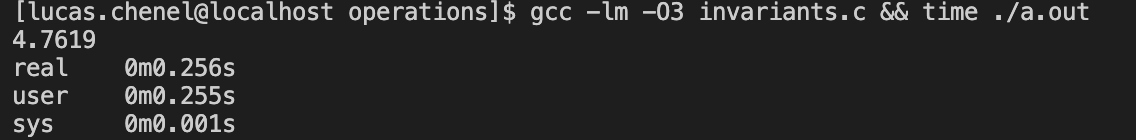 [lucas.chenel@localhost operations]$ gcc -lm -O3 invariants.c && time ./a.out
4.7619
real    0m0.256s
user    0m0.255s
sys     0m0.001s